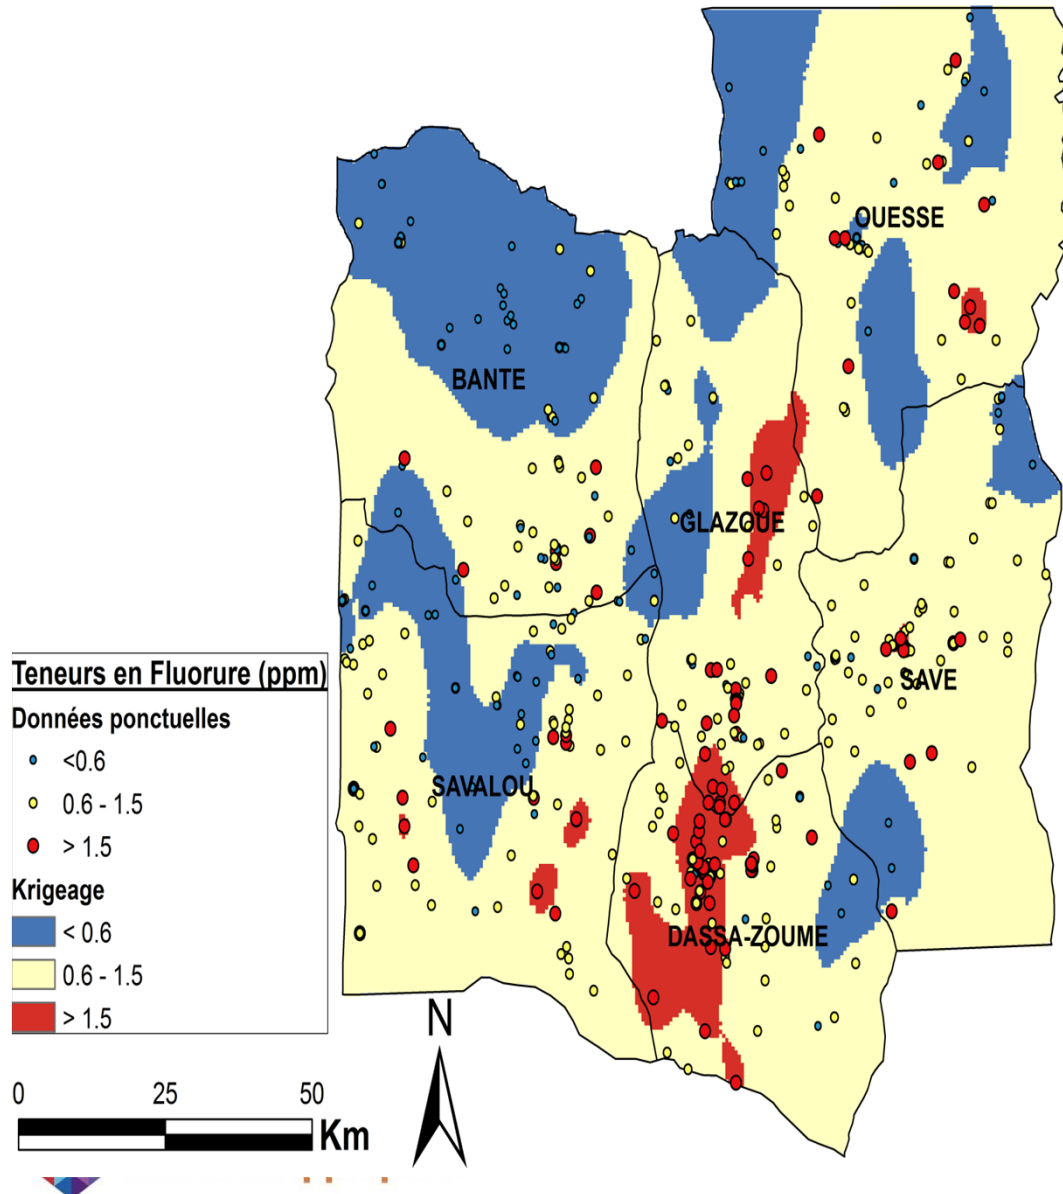 OUESSE
BANTE
GLAZOUE
SAVE
SAVALOU
DASSA-ZOUME
Teneurs en Fluorure (ppm)
Données ponctuelles
<0.6
0.6 - 1.5
> 1.5
Krigeage
< 0.6
0.6 - 1.5
> 1.5
N
0 25 50
Km